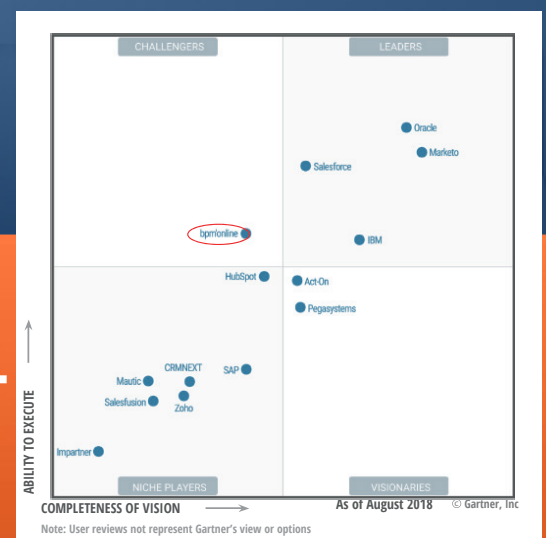 CHALLENGERS
LEADERS
Oracle
Marketo
Salesforce
bpm'online
IBM
HubSpot
Act-On
Pegasystems
CRMNEXT
SAP
Mautic
Salesfusion
Zoho
Impartner
NICHE PLAYERS
VISIONARIES
ABILITY TO EXECUTE
COMPLETENESS OF VISION
As of August 2018
© Gartner, Inc
Note: User reviews not represent Gartner's view or options